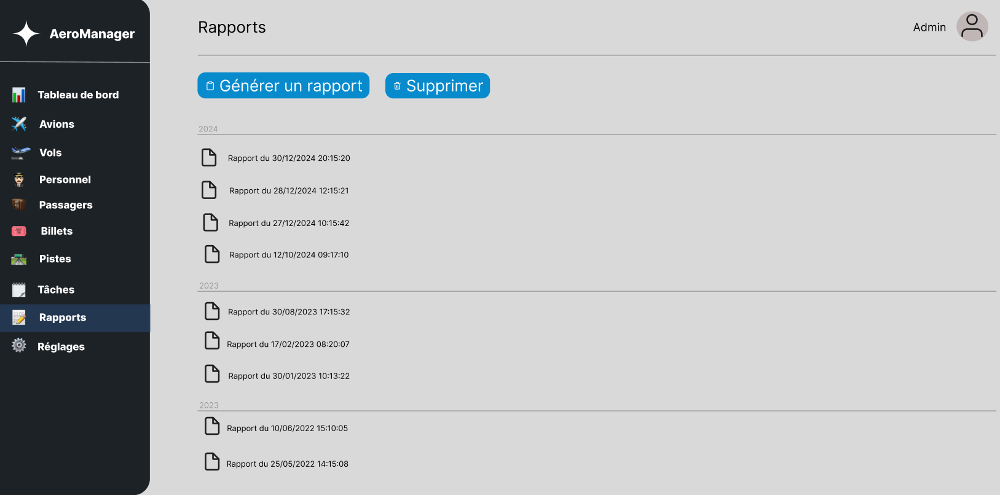 AeroManager
Tableau de bord
Avions
Vols
Personnel
Passagers
Billets
Pistes
Tâches
Rapports
Réglages
Rapports
Admin
Générer un rapport
Supprimer
2024
Rapport du 30/12/2024 20:15:20
Rapport du 28/12/2024 12:15:21
Rapport du 27/12/2024 10:15:42
Rapport du 12/10/2024 09:17:10
2023
Rapport du 30/08/2023 17:15:32
Rapport du 17/02/2023 08:20:07
Rapport du 30/01/2023 10:13:22
2023
Rapport du 10/06/2022 15:10:05
Rapport du 25/05/2022 14:15:08